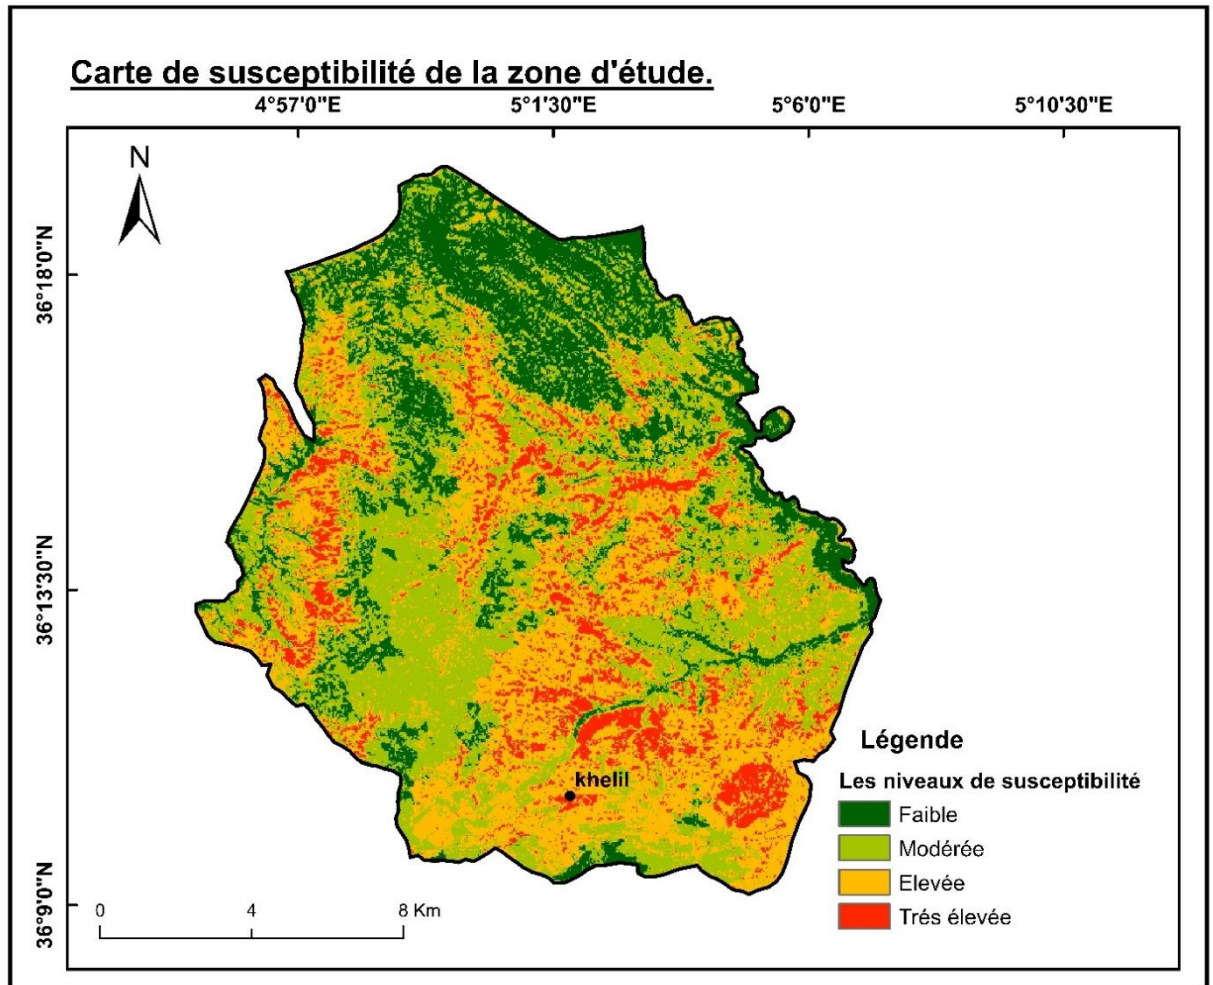 Carte de susceptibilité de la zone d'étude.
4°57'0"E 5°1'30"E 5°6'0"E 5°10'30"E
N
36°18'0"N
36°13'30"N
36°9'0"N
khelil
Légende
Les niveaux de susceptibilité
Faible
Modérée
Elevée
Trés élevée
0 4 8 Km